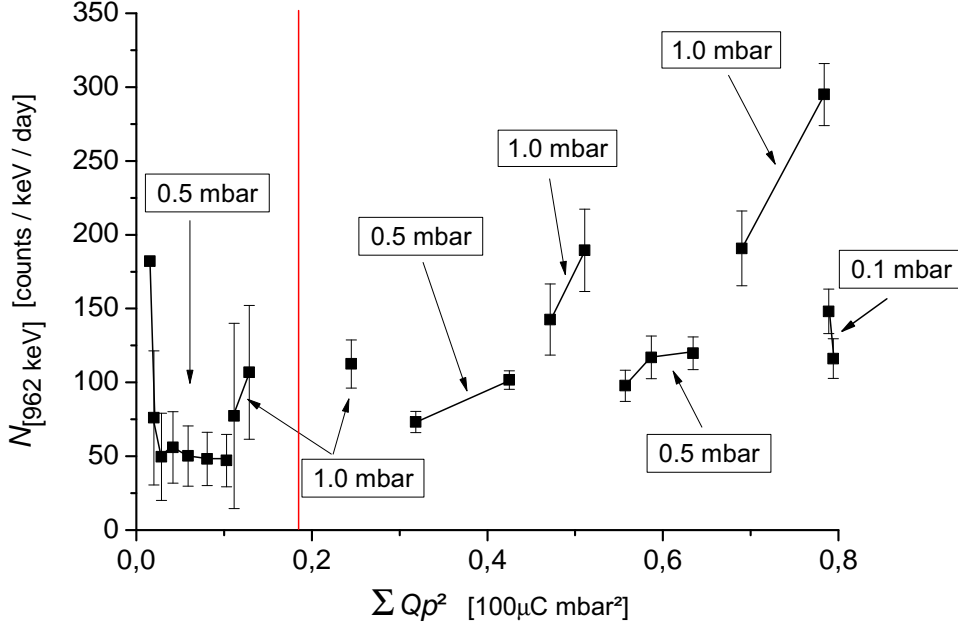 350
300
250
200
150
100
50
0
N[962 keV] [counts / keV / day]
0.5 mbar
1.0 mbar
0.5 mbar
1.0 mbar
1.0 mbar
0.5 mbar
0.1 mbar
0,0 0,2 0,4 0,6 0,8
∑ Qp² [100μC mbar²]